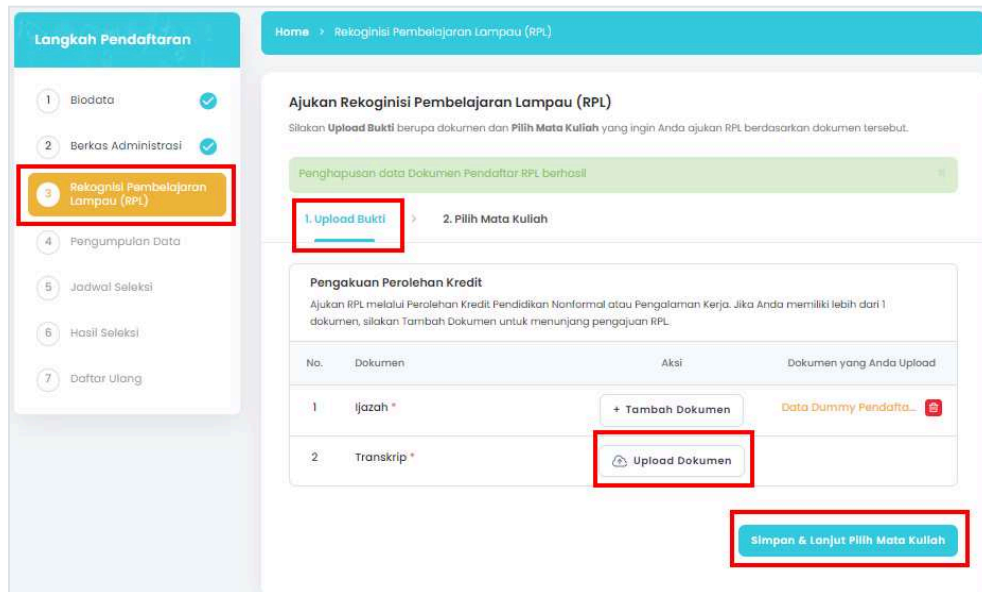 Langkah Pendaftaran
1 Biodata
2 Berkas Administrasi
3 Rekognisi Pembelajaran
Lampau (RPL)
4 Pengumpulan Data
5 Jadwal Seleksi
6 Hasil Seleksi
7 Daftar Ulang
Home > Rekoginisi Pembelajaran Lampau (RPL)
Ajukan Rekoginisi Pembelajaran Lampau (RPL)
Silakan Upload Bukti berupa dokumen dan Pilih Mata Kuliah yang ingin Anda ajukan RPL berdasarkan dokumen tersebut.
Penghapusan data Dokumen Pendaftar RPL berhasil
1. Upload Bukti > 2. Pilih Mata Kuliah
Pengakuan Perolehan Kredit
Ajukan RPL melalui Perolehan Kredit Pendidikan Nonformal atau Pengalaman Kerja. Jika Anda memiliki lebih dari 1
dokumen, silakan Tambah Dokumen untuk menunjang pengajuan RPL.
No. Dokumen Aksi Dokumen yang Anda Upload
1 Ijazah * + Tambah Dokumen Data Dummy Pendafta...
2 Transkrip * Upload Dokumen
Simpan & Lanjut Pilih Mata Kuliah